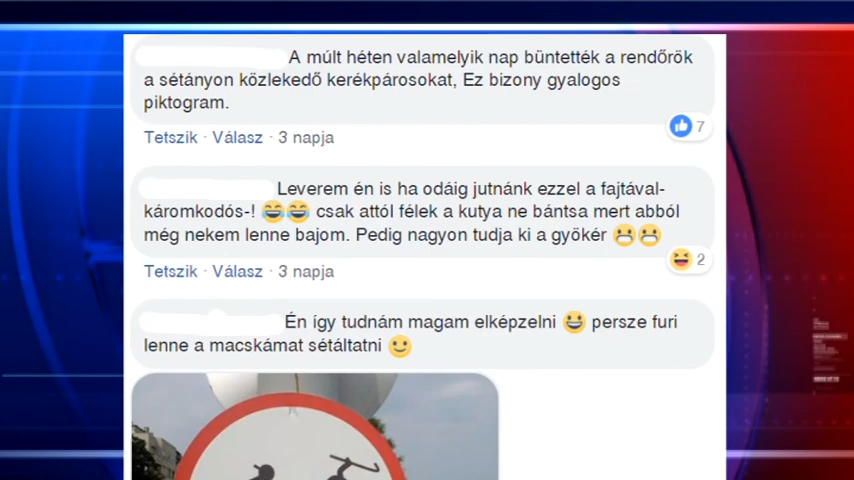 A múlt héten valamelyik nap büntették a rendőrök
a sétányon közlekedő kerékpárosokat, Ez bizony gyalogos
piktogram.
Tetszik · Válasz · 3 napja
7
Leverem én is ha odáig jutnánk ezzel a fajtával-
káromkodós-! 😂😂 csak attól félek a kutya ne bántsa mert abból
még nekem lenne bajom. Pedig nagyon tudja ki a gyökér 😬😬
Tetszik · Válasz · 3 napja
2
Én így tudnám magam elképzelni 😀 persze furi
lenne a macskámat sétáltatni 🙂